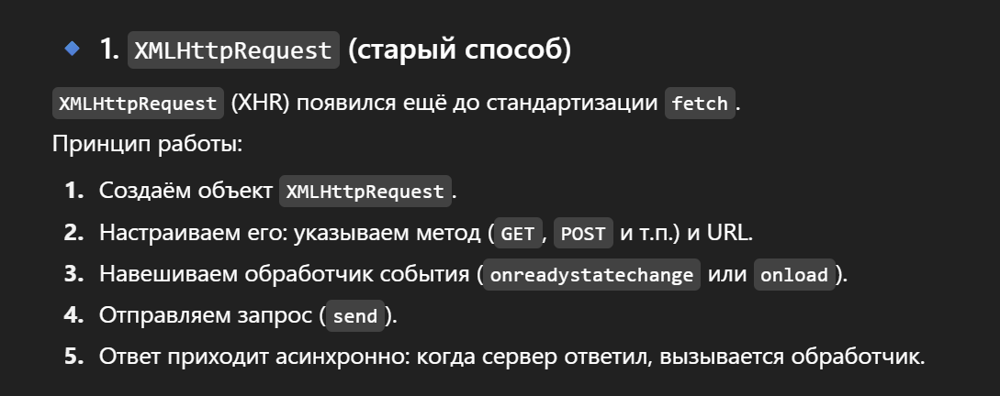 1. XMLHttpRequest (старый способ)
XMLHttpRequest (XHR) появился ещё до стандартизации fetch.
Принцип работы:
1. Создаём объект XMLHttpRequest.
2. Настраиваем его: указываем метод (GET, POST и т.п.) и URL.
3. Навешиваем обработчик события (onreadystatechange или onload).
4. Отправляем запрос (send).
5. Ответ приходит асинхронно: когда сервер ответил, вызывается обработчик.